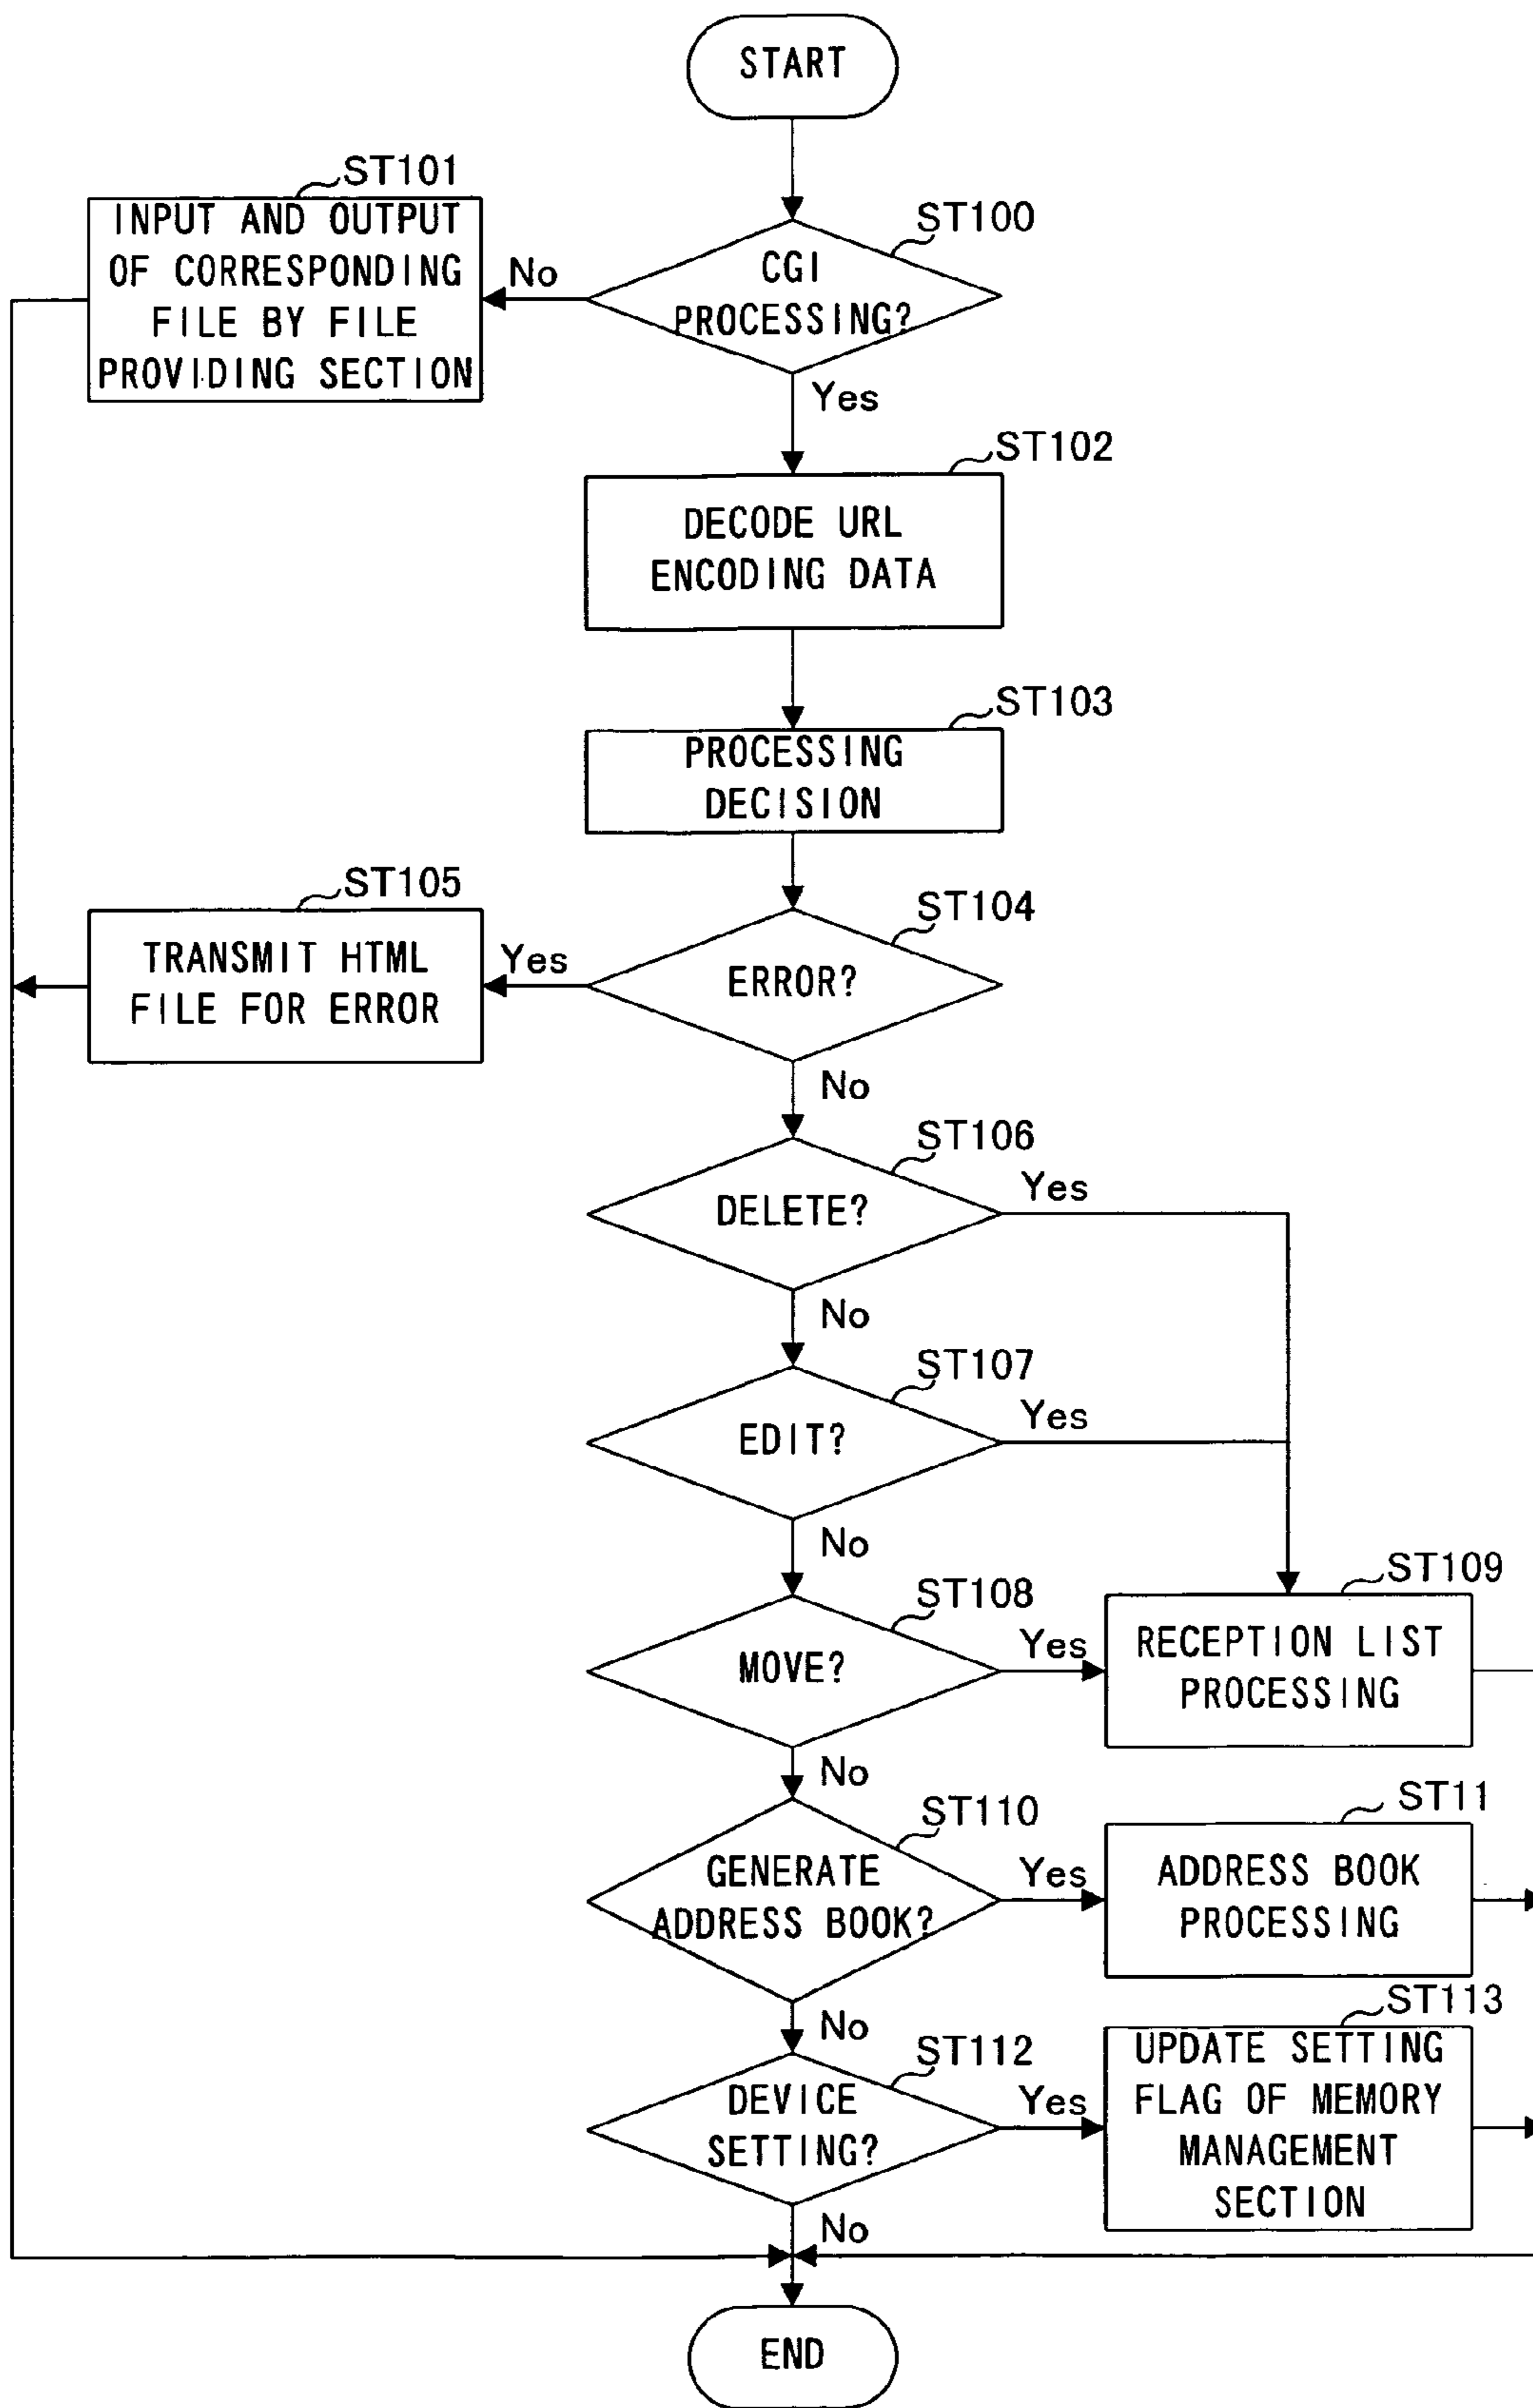 START
ST101
INPUT AND OUTPUT
OF CORRESPONDING
FILE BY FILE
PROVIDING SECTION
ST100
CGI
PROCESSING?
No
Yes
ST102
DECODE URL
ENCODING DATA
ST103
PROCESSING
DECISION
ST105
TRANSMIT HTML
FILE FOR ERROR
Yes
ST104
ERROR?
No
ST106
DELETE?
Yes
No
ST107
EDIT?
Yes
No
ST108
MOVE?
Yes
ST109
RECEPTION LIST
PROCESSING
No
ST110
GENERATE
ADDRESS BOOK?
Yes
ST11
ADDRESS BOOK
PROCESSING
No
ST112
DEVICE
SETTING?
Yes
ST113
UPDATE SETTING
FLAG OF MEMORY
MANAGEMENT
SECTION
No
END